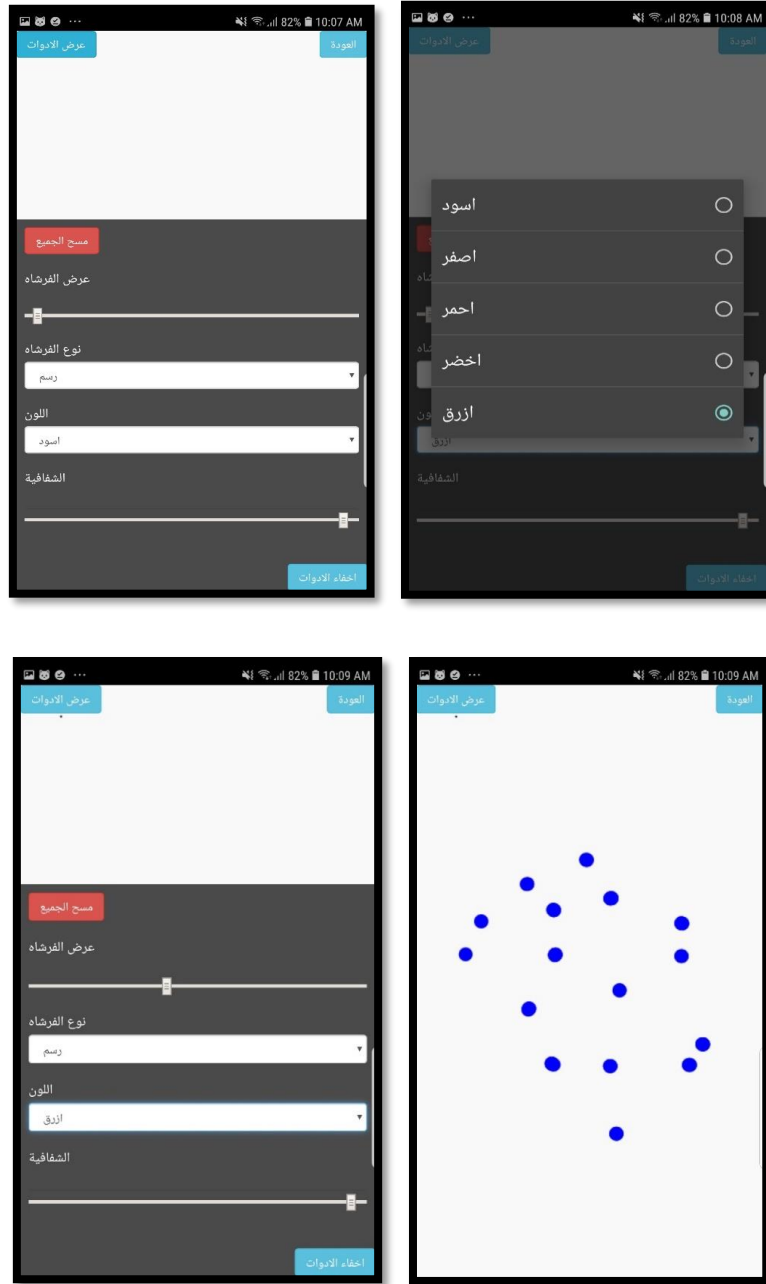 82% 10:07 AM
عرض الادوات العودة
مسح الجميع
عرض الفرشاه
نوع الفرشاه
رسم
اللون
اسود
الشفافية
اخفاء الادوات
82% 10:08 AM
عرض الادوات العودة
اسود
اصفر
احمر
اخضر
ازرق
ازرق
الشفافية
اخفاء الادوات
82% 10:09 AM
عرض الادوات العودة
مسح الجميع
عرض الفرشاه
نوع الفرشاه
رسم
اللون
ازرق
الشفافية
اخفاء الادوات
82% 10:09 AM
عرض الادوات العودة